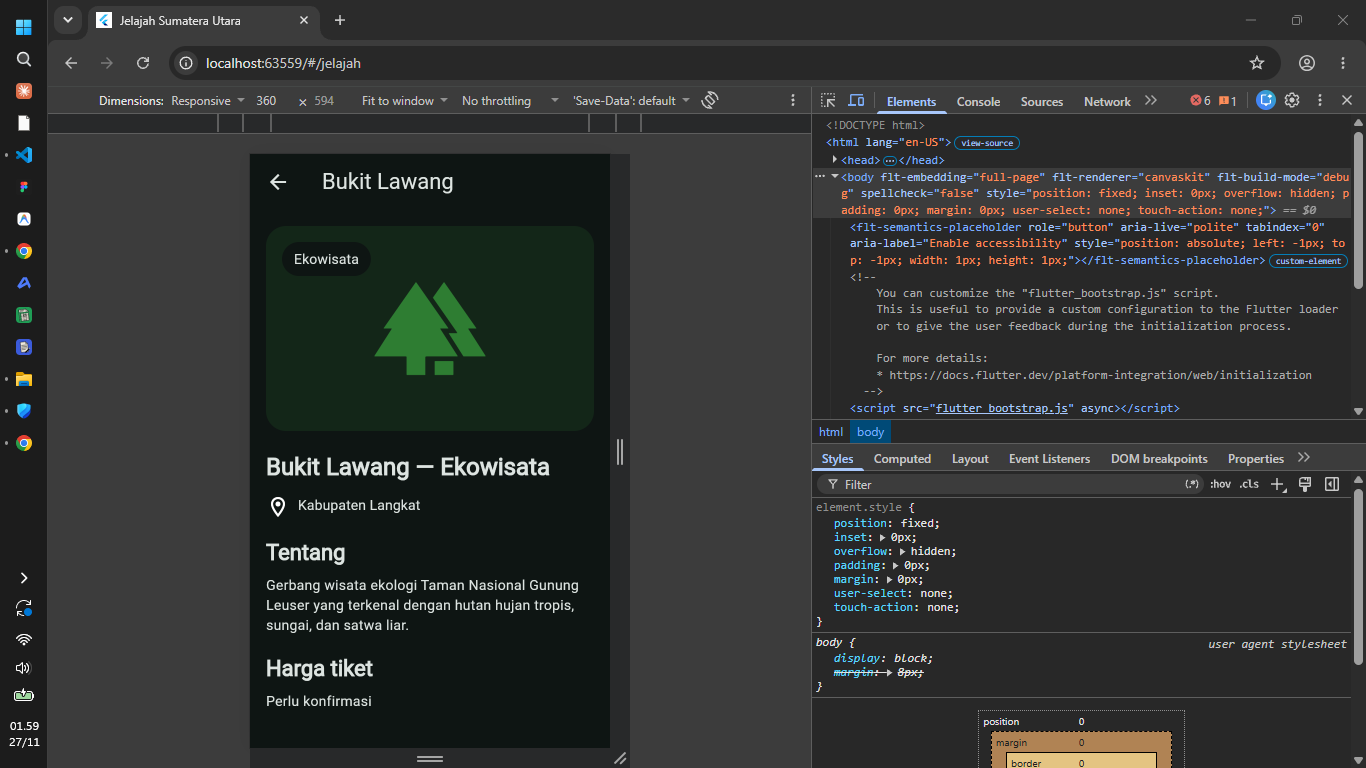 Jelajah Sumatera Utara
localhost:63559/#/jelajah
Dimensions: Responsive 360 × 594 Fit to window No throttling 'Save-Data': default
Elements Console Sources Network 6 1
Bukit Lawang
Ekowisata
Bukit Lawang — Ekowisata
Kabupaten Langkat
Tentang
Gerbang wisata ekologi Taman Nasional Gunung
Leuser yang terkenal dengan hutan hujan tropis,
sungai, dan satwa liar.
Harga tiket
Perlu konfirmasi
<!DOCTYPE html>
<html lang="en-US"> view-source
<head> … </head>
… <body flt-embedding="full-page" flt-renderer="canvaskit" flt-build-mode="debu
g" spellcheck="false" style="position: fixed; inset: 0px; overflow: hidden; p
adding: 0px; margin: 0px; user-select: none; touch-action: none;"> == $0
<flt-semantics-placeholder role="button" aria-live="polite" tabindex="0"
aria-label="Enable accessibility" style="position: absolute; left: -1px; to
p: -1px; width: 1px; height: 1px;"></flt-semantics-placeholder> custom-element
<!--
You can customize the "flutter_bootstrap.js" script.
This is useful to provide a custom configuration to the Flutter loader
or to give the user feedback during the initialization process.
For more details:
* https://docs.flutter.dev/platform-integration/web/initialization
-->
<script src="flutter_bootstrap.js" async></script>
html body
Styles Computed Layout Event Listeners DOM breakpoints Properties
Filter :hov .cls
element.style {
position: fixed;
inset: 0px;
overflow: hidden;
padding: 0px;
margin: 0px;
user-select: none;
touch-action: none;
}
body { user agent stylesheet
display: block;
margin: 8px;
}
position 0
margin 0
border 0
01.59
27/11